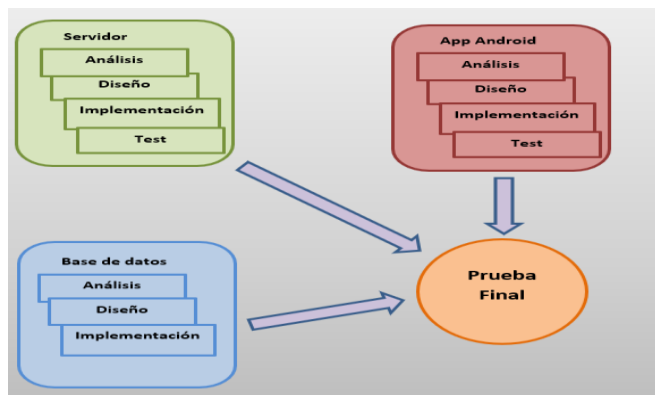 Servidor
Análisis
Diseño
Implementación
Test
App Android
Análisis
Diseño
Implementación
Test
Base de datos
Análisis
Diseño
Implementación
Prueba
Final